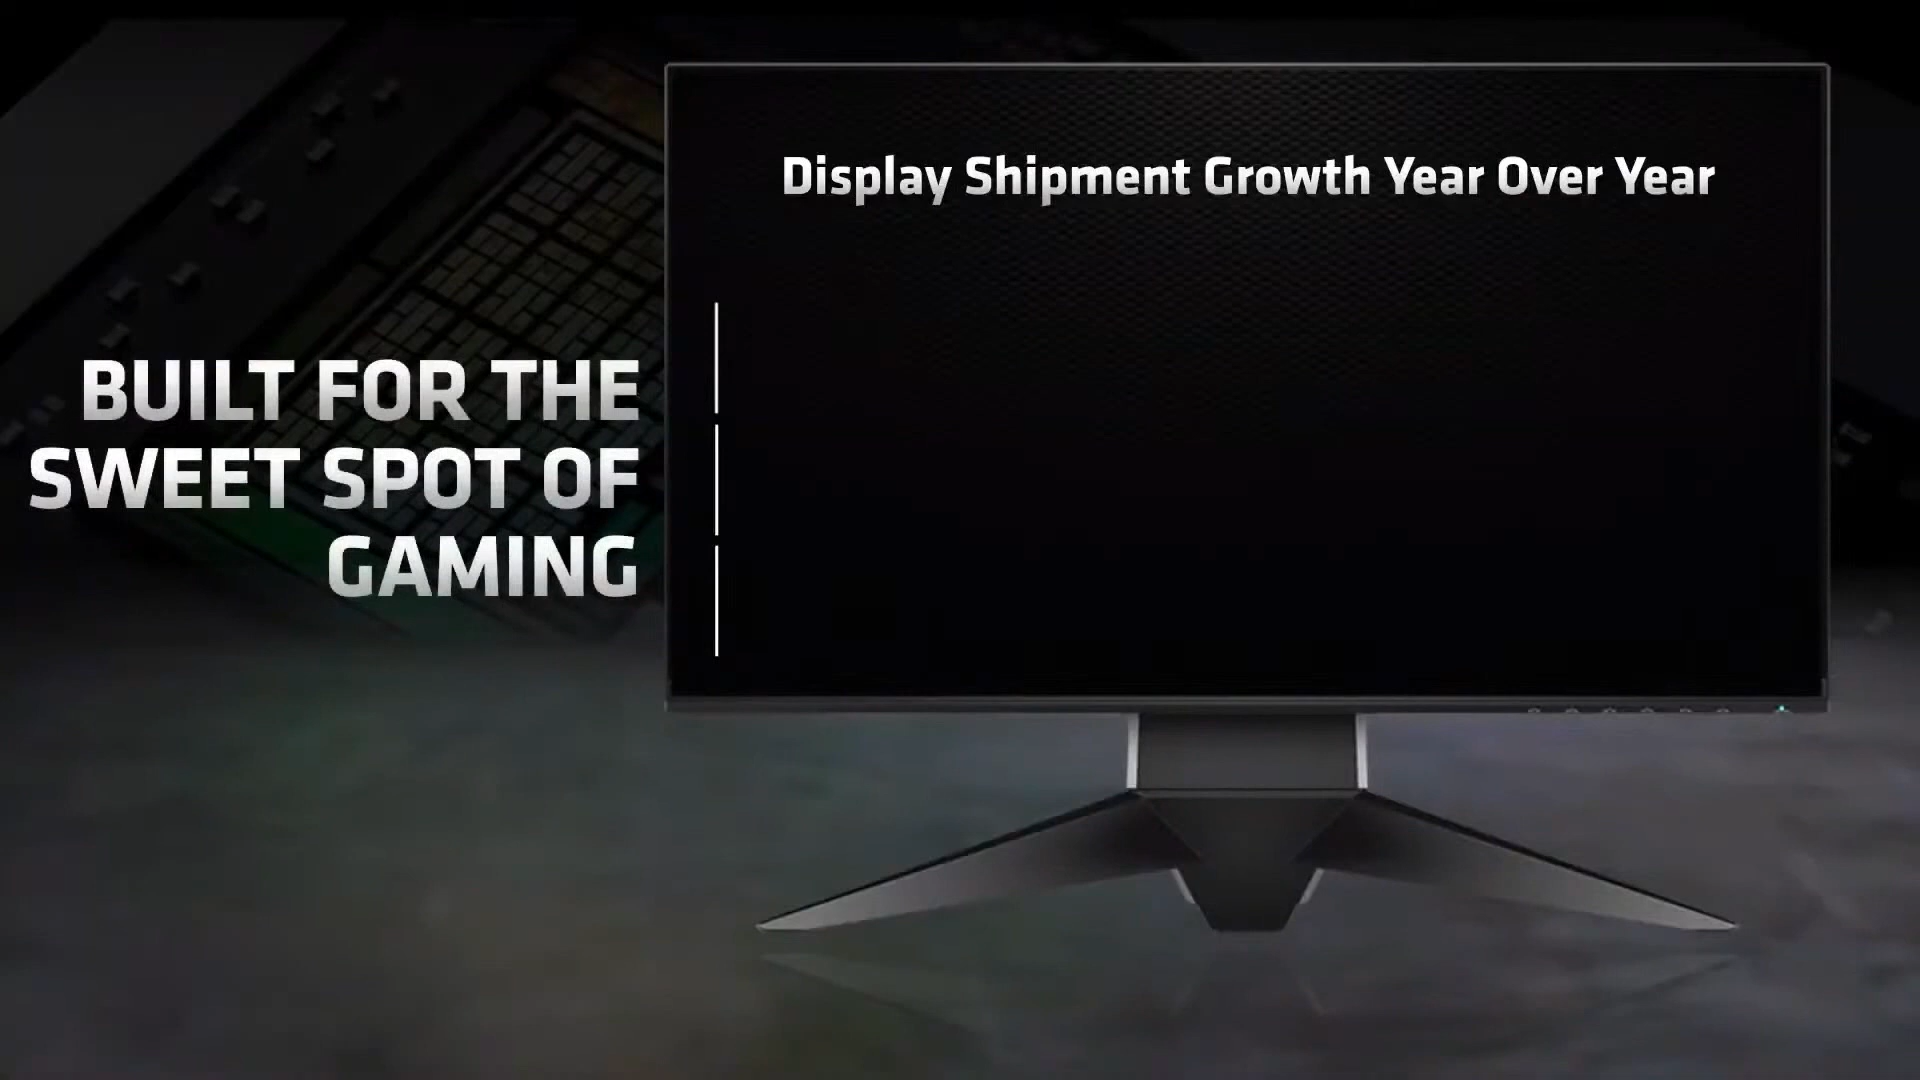 BUILT FOR THE
SWEET SPOT OF
GAMING
Display Shipment Growth Year Over Year